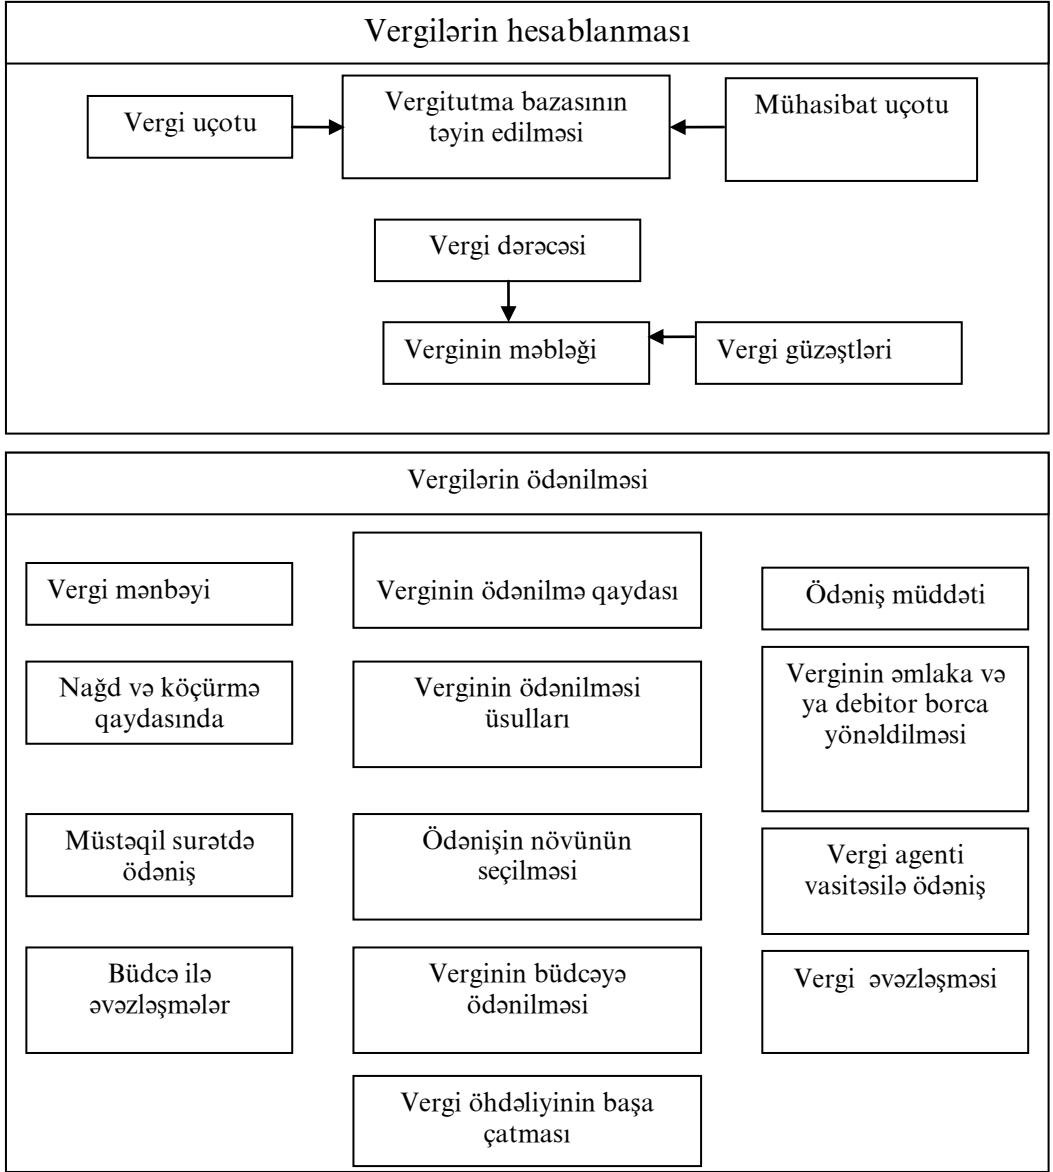 Vergilərin hesablanması
Vergi uçotu
Vergitutma bazasının
təyin edilməsi
Mühasibat uçotu
Vergi dərəcəsi
Verginin məbləği
Vergi güzəştləri
Vergilərin ödənilməsi
Vergi mənbəyi
Verginin ödənilmə qaydası
Ödəniş müddəti
Nağd və köçürmə
qaydasında
Verginin ödənilməsi
üsulları
Verginin əmlaka və
ya debitor borca
yönəldilməsi
Müstəqil surətdə
ödəniş
Ödənişin növünün
seçilməsi
Vergi agenti
vasitəsilə ödəniş
Büdcə ilə
əvəzləşmələr
Verginin büdcəyə
ödənilməsi
Vergi əvəzləşməsi
Vergi öhdəliyinin başa
çatması